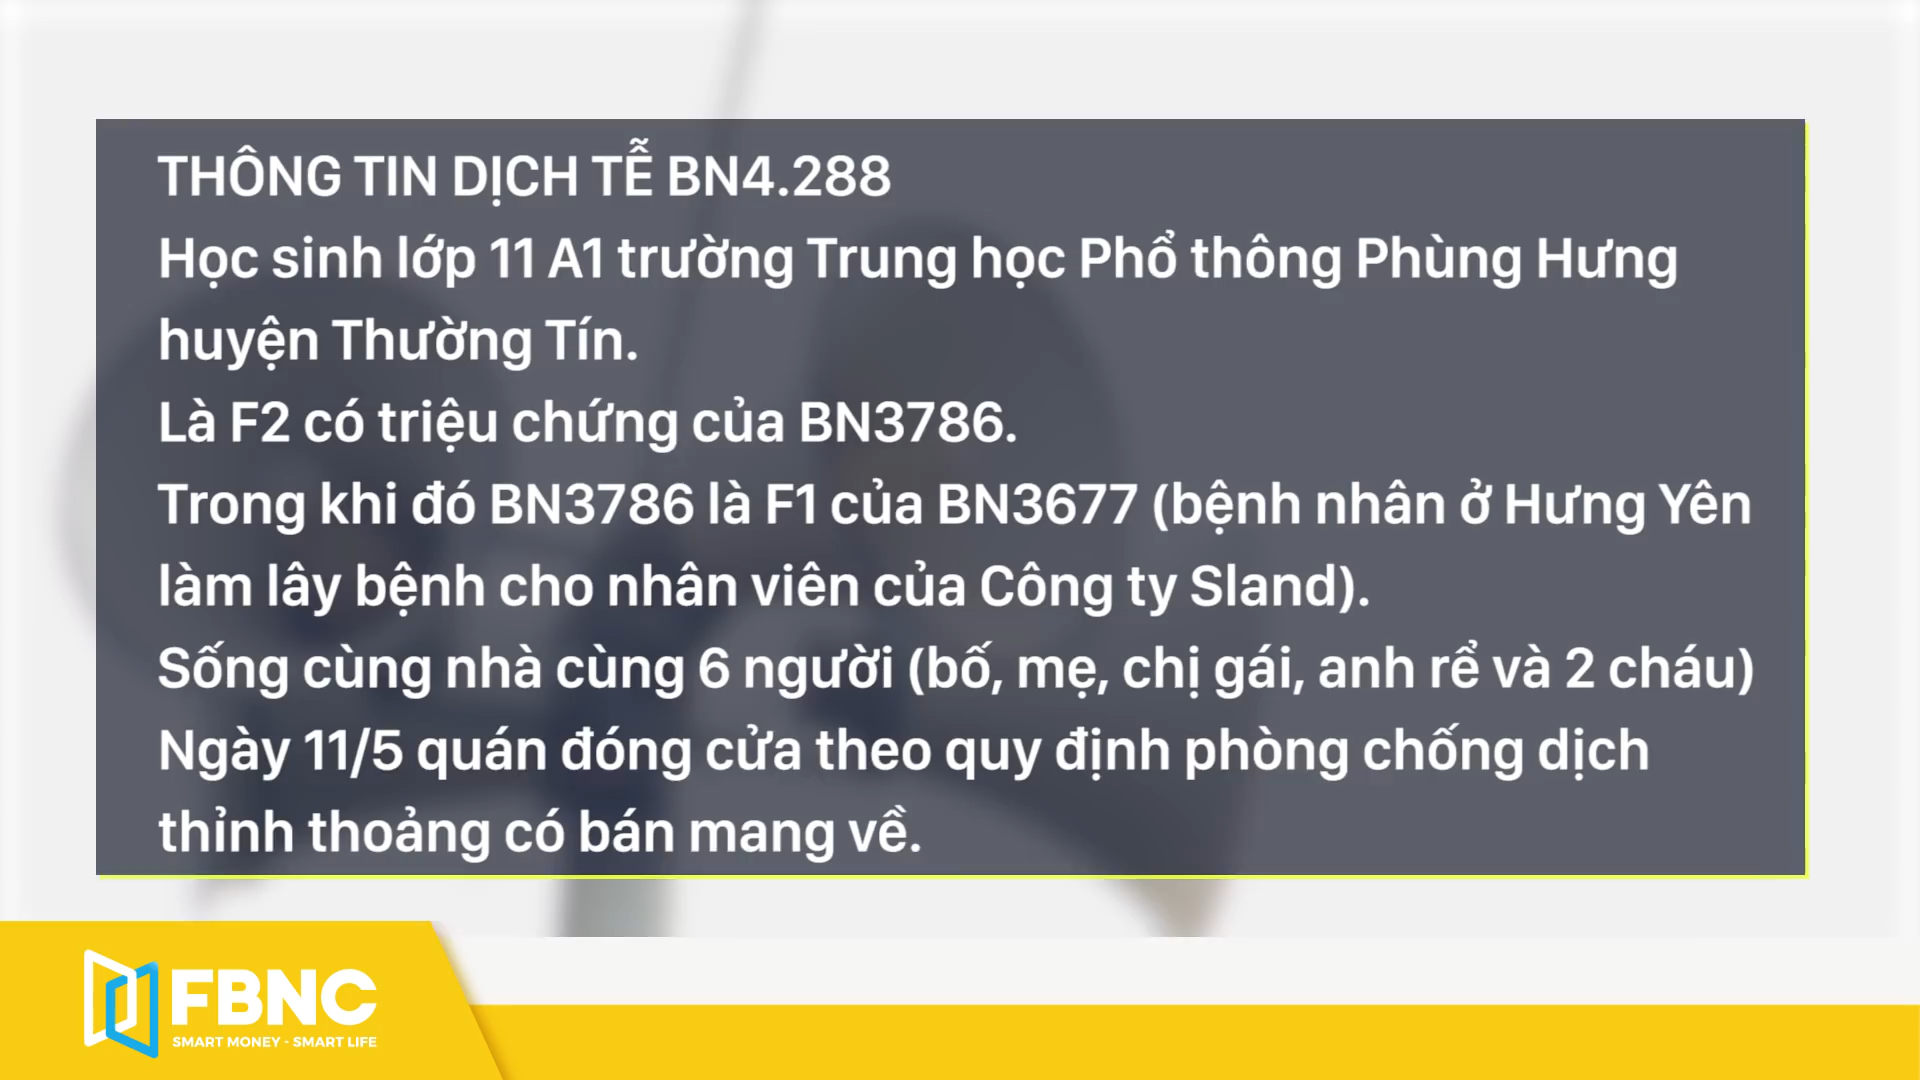 THÔNG TIN DỊCH TỄ BN4.288
Học sinh lớp 11 A1 trường Trung học Phổ thông Phùng Hưng
huyện Thường Tín.
Là F2 có triệu chứng của BN3786.
Trong khi đó BN3786 là F1 của BN3677 (bệnh nhân ở Hưng Yên
làm lây bệnh cho nhân viên của Công ty Sland).
Sống cùng nhà cùng 6 người (bố, mẹ, chị gái, anh rể và 2 cháu)
Ngày 11/5 quán đóng cửa theo quy định phòng chống dịch
thỉnh thoảng có bán mang về.
FBNC
SMART MONEY - SMART LIFE